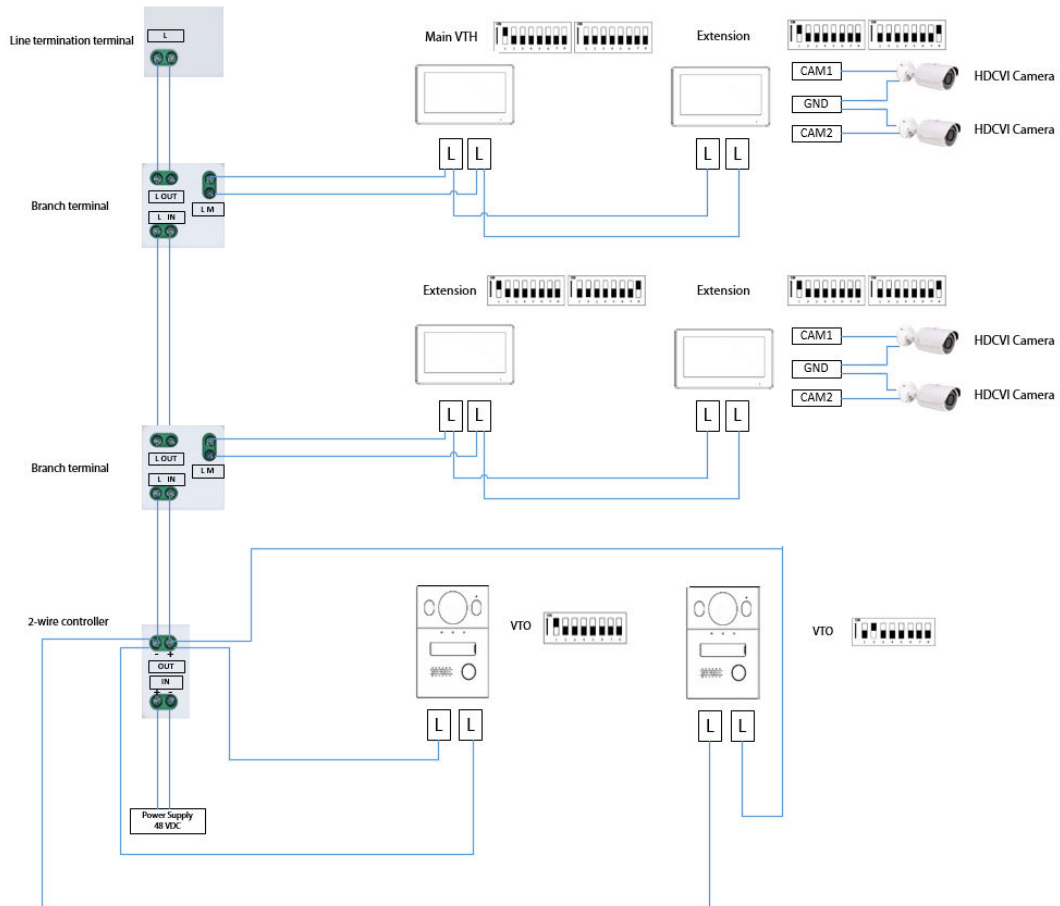 Line termination terminal
L
Main VTH
Extension
CAM1
GND
CAM2
HDCVI Camera
HDCVI Camera
L
L
L
L
Branch terminal
L OUT
L IN
L M
Extension
Extension
CAM1
GND
CAM2
HDCVI Camera
HDCVI Camera
L
L
L
L
Branch terminal
L OUT
L IN
L M
2-wire controller
- +
OUT
IN
+ -
VTO
VTO
L
L
L
L
Power Supply
48 VDC